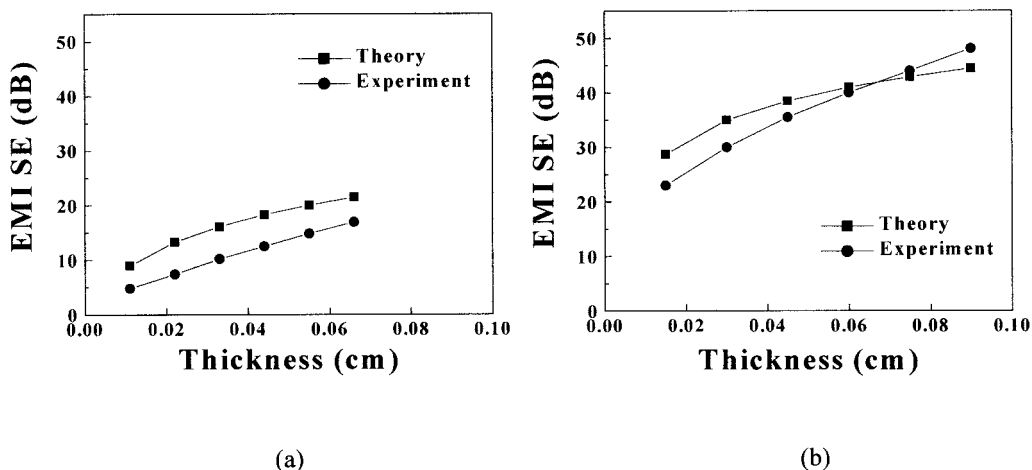 50
40
30
20
10
0
EMI SE (dB)
Theory
Experiment
0.00 0.02 0.04 0.06 0.08 0.10
Thickness (cm)
(a)
50
40
30
20
10
0
EMI SE (dB)
Theory
Experiment
0.00 0.02 0.04 0.06 0.08 0.10
Thickness (cm)
(b)